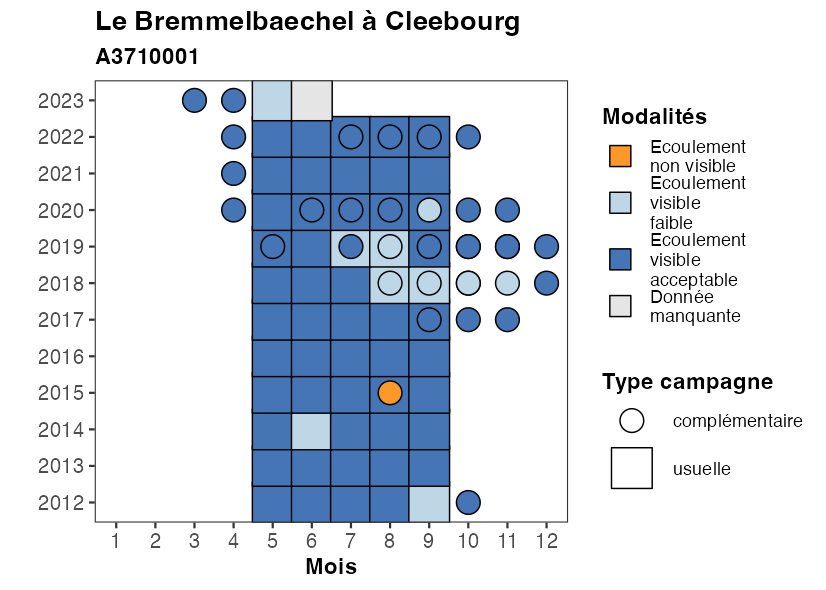 Le Bremmelbaechel à Cleebourg
A3710001
2023
2022
2021
2020
2019
2018
2017
2016
2015
2014
2013
2012
1 2 3 4 5 6 7 8 9 10 11 12
Mois
Modalités
Ecoulement
non visible
Ecoulement
visible
faible
Ecoulement
visible
acceptable
Donnée
manquante
Type campagne
complémentaire
usuelle